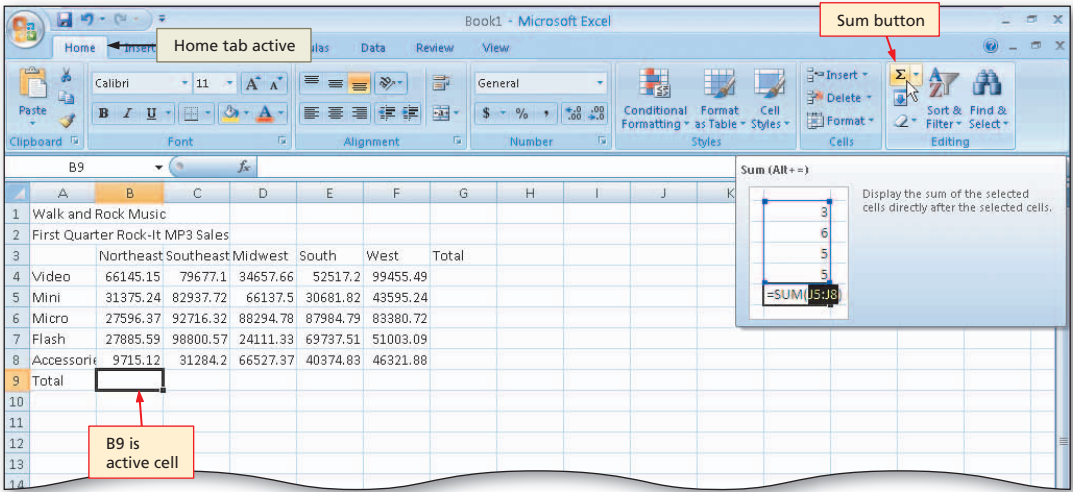 Book1 - Microsoft Excel
Sum button
Home Insert ulas Data Review View
Home tab active
Calibri 11 A A General Insert
Paste B I U A $ % , .0 .00 .00 .0 Conditional Format Cell Delete Σ Sort & Find &
Formatting as Table Styles Format Filter Select
Clipboard Font Alignment Number Styles Cells Editing
B9 fx
Sum (Alt+=)
Display the sum of the selected
cells directly after the selected cells.
3
6
5
5
=SUM(J5:J8)
A B C D E F G H I J K
1 Walk and Rock Music
2 First Quarter Rock-It MP3 Sales
3 Northeast Southeast Midwest South West Total
4 Video 66145.15 79677.1 34657.66 52517.2 99455.49
5 Mini 31375.24 82937.72 66137.5 30681.82 43595.24
6 Micro 27596.37 92716.32 88294.78 87984.79 83380.72
7 Flash 27885.59 98800.57 24111.33 69737.51 51003.09
8 Accessorie 9715.12 31284.2 66527.37 40374.83 46321.88
9 Total
10
11
12
13
14
B9 is
active cell